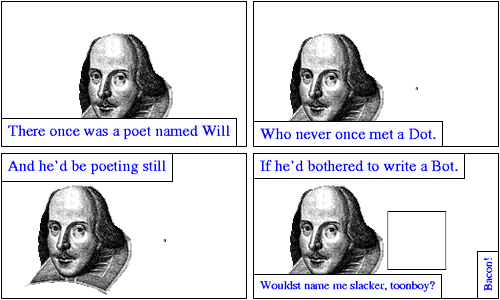 There once was a poet named Will
Who never once met a Dot.
And he'd be poeting still
If he'd bothered to write a Bot.
Wouldst name me slacker, toonboy?
Bacon!